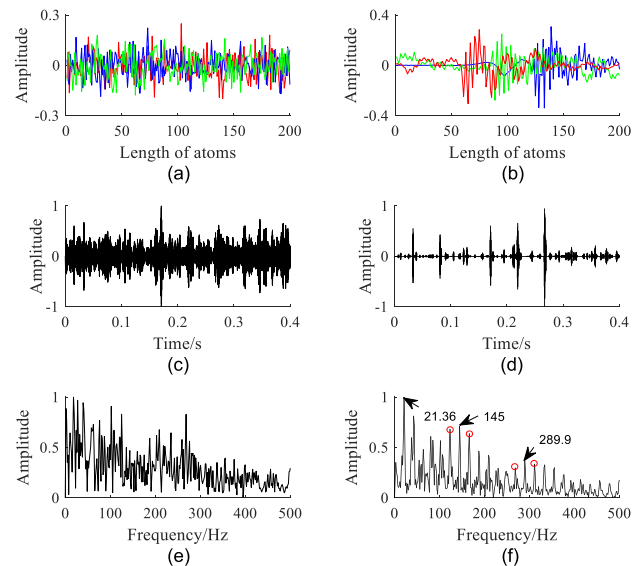 0.3
0
-0.3
Amplitude
0 50 100 150 200
Length of atoms
(a)
0.4
0
-0.4
Amplitude
0 50 100 150 200
Length of atoms
(b)
1
0
-1
Amplitude
0 0.1 0.2 0.3 0.4
Time/s
(c)
1
0
-1
Amplitude
0 0.1 0.2 0.3 0.4
Time/s
(d)
1
0.5
0
Amplitude
0 100 200 300 400 500
Frequency/Hz
(e)
1
0.5
0
Amplitude
21.36
145
289.9
0 100 200 300 400 500
Frequency/Hz
(f)